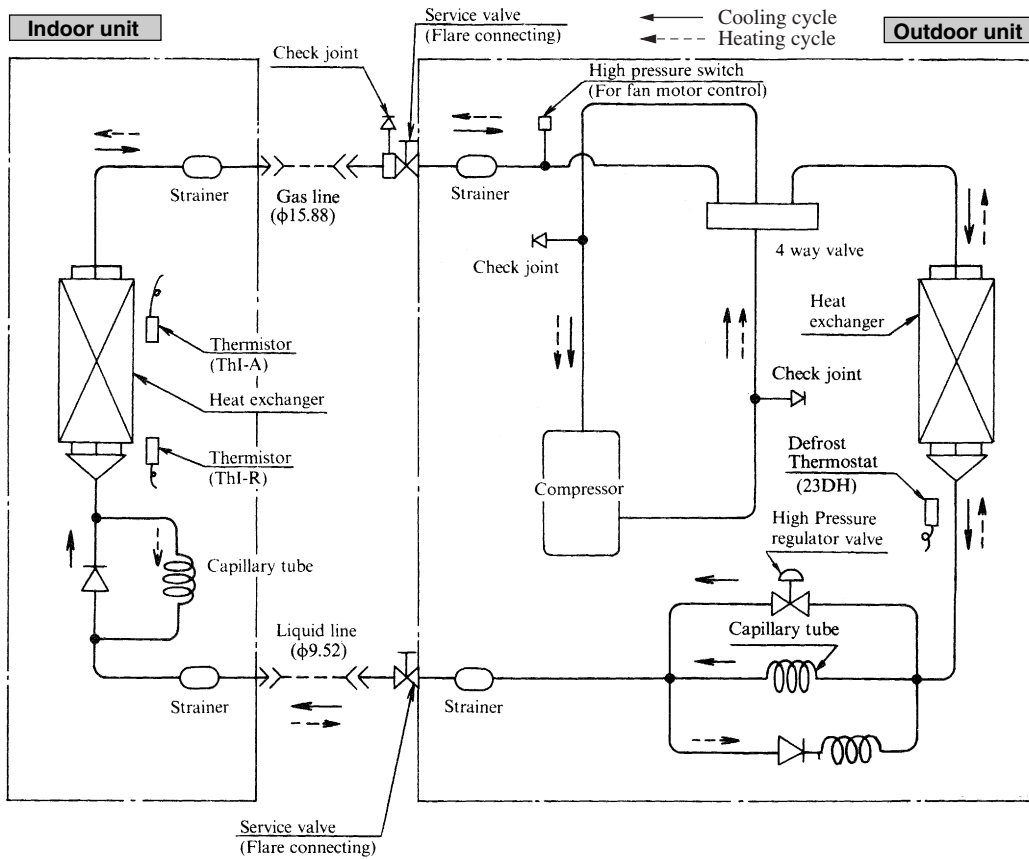 Indoor unit
Service valve
(Flare connecting)
Cooling cycle
Heating cycle
Outdoor unit
Check joint
High pressure switch
(For fan motor control)
Strainer
Gas line
(ф15.88)
Strainer
4 way valve
Check joint
Heat
exchanger
Thermistor
(ThI-A)
Heat exchanger
Check joint
Thermistor
(ThI-R)
Defrost
Thermostat
(23DH)
Compressor
High Pressure
regulator valve
Capillary tube
Liquid line
(ф9.52)
Capillary tube
Strainer
Strainer
Service valve
(Flare connecting)